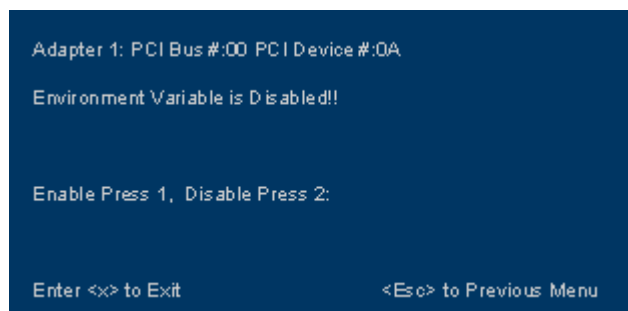 Adapter 1: PCI Bus #:00 PCI Device #:0A
Environment Variable is Disabled!!
Enable Press 1, Disable Press 2:
Enter <x> to Exit
<Esc> to Previous Menu